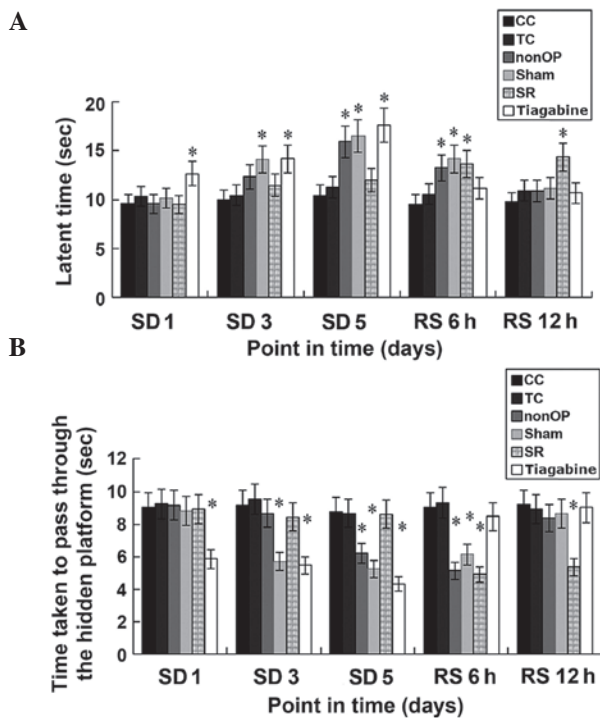 A
CC
TC
nonOP
Sham
SR
Tiagabine
Latent time (sec)
20
15
10
5
0
* * * * * * * * * *
SD 1 SD 3 SD 5 RS 6 h RS 12 h
Point in time (days)
B
CC
TC
nonOP
Sham
SR
Tiagabine
Time taken to pass through
the hidden platform (sec)
12
10
8
6
4
2
0
* * * * * * * * * *
SD 1 SD 3 SD 5 RS 6 h RS 12 h
Point in time (days)